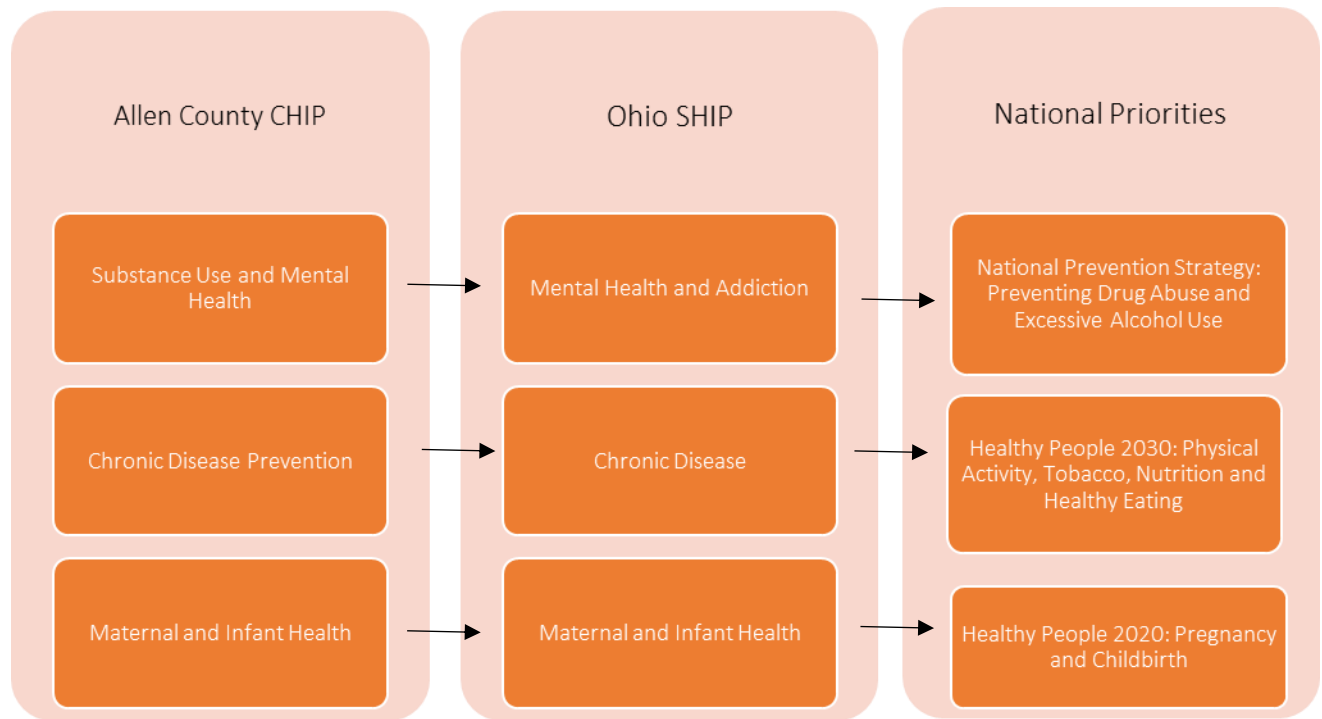 Allen County CHIP
Substance Use and Mental
Health
Chronic Disease Prevention
Maternal and Infant Health
Ohio SHIP
Mental Health and Addiction
Chronic Disease
Maternal and Infant Health
National Priorities
National Prevention Strategy:
Preventing Drug Abuse and
Excessive Alcohol Use
Healthy People 2030: Physical
Activity, Tobacco, Nutrition and
Healthy Eating
Healthy People 2020: Pregnancy
and Childbirth